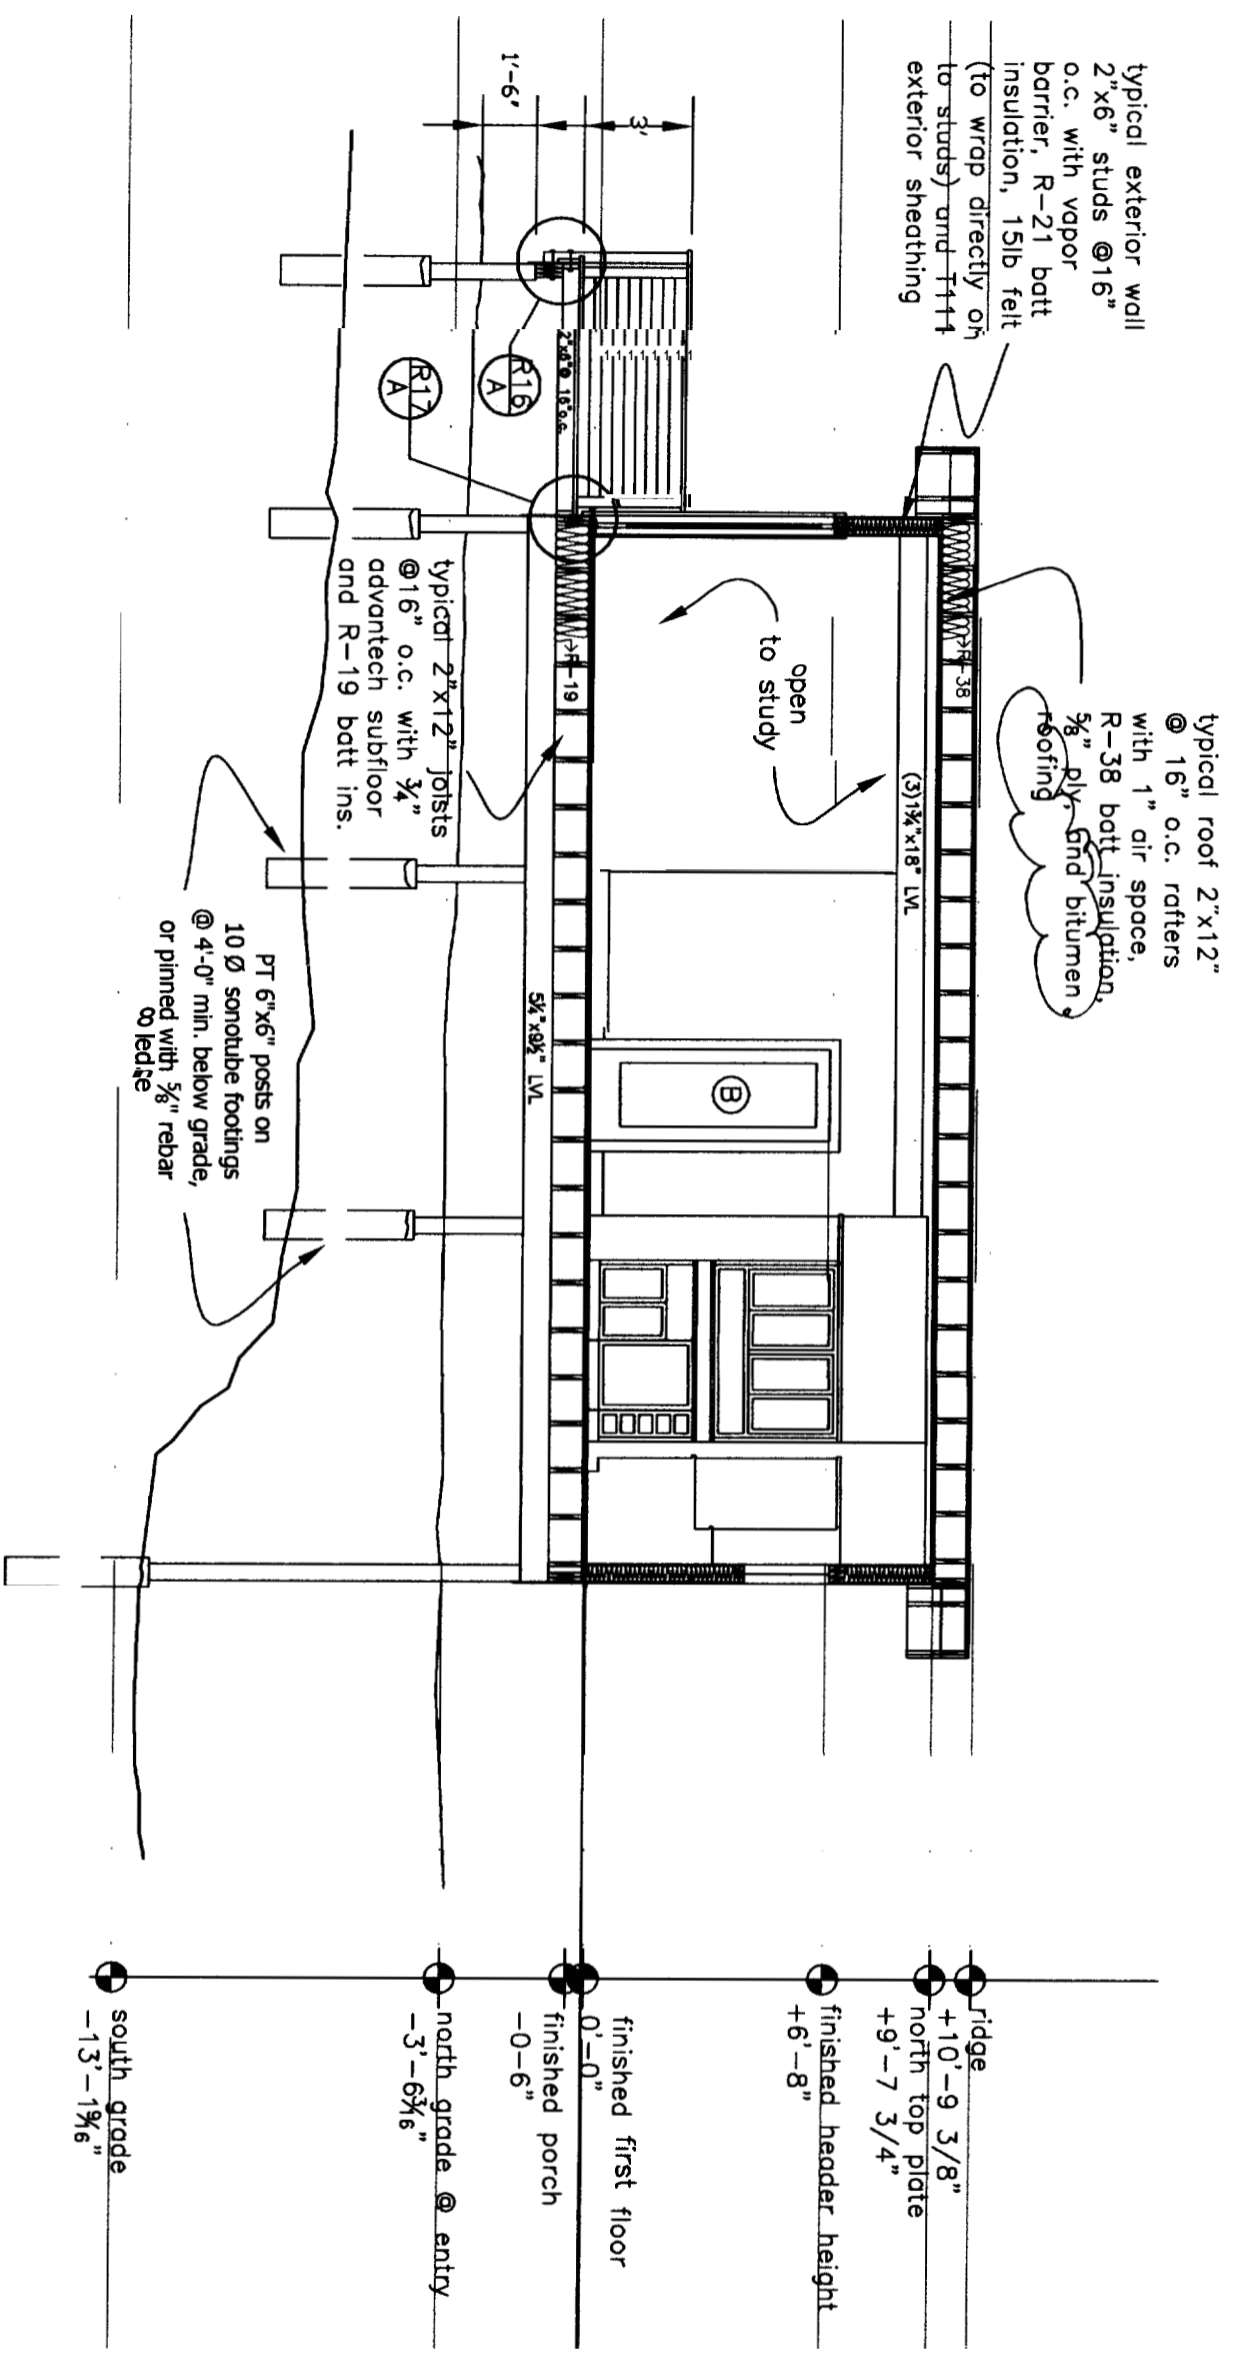 typical exterior wall
2"x6" studs @16"
o.c. with vapor
barrier, R-21 batt
insulation, 15lb felt
(to wrap directly on
to studs) and T111
exterior sheathing
typical roof 2"x12"
@ 16" o.c. rafters
with 1" air space,
R-38 batt insulation,
⅝" ply, and bitumen
roofing
R-38
(3)1¾"x18" LVL
open
to study
B
3'
1'-6"
2"x8"@ 16"o.c.
R16
A
R17
A
R-19
5¼"x9½" LVL
typical 2"x12" joists
@16" o.c. with ¾"
advantech subfloor
and R-19 batt ins.
PT 6"x6" posts on
10 Ø sonotube footings
@ 4'-0" min. below grade,
or pinned with ⅝" rebar
ledge
ridge
+10'-9 3/8"
north top plate
+9'-7 3/4"
finished header height
+6'-8"
finished first floor
0'-0"
finished porch
-0-6"
north grade @ entry
-3'-6³⁄₁₆"
south grade
-13'-1⁹⁄₁₆"